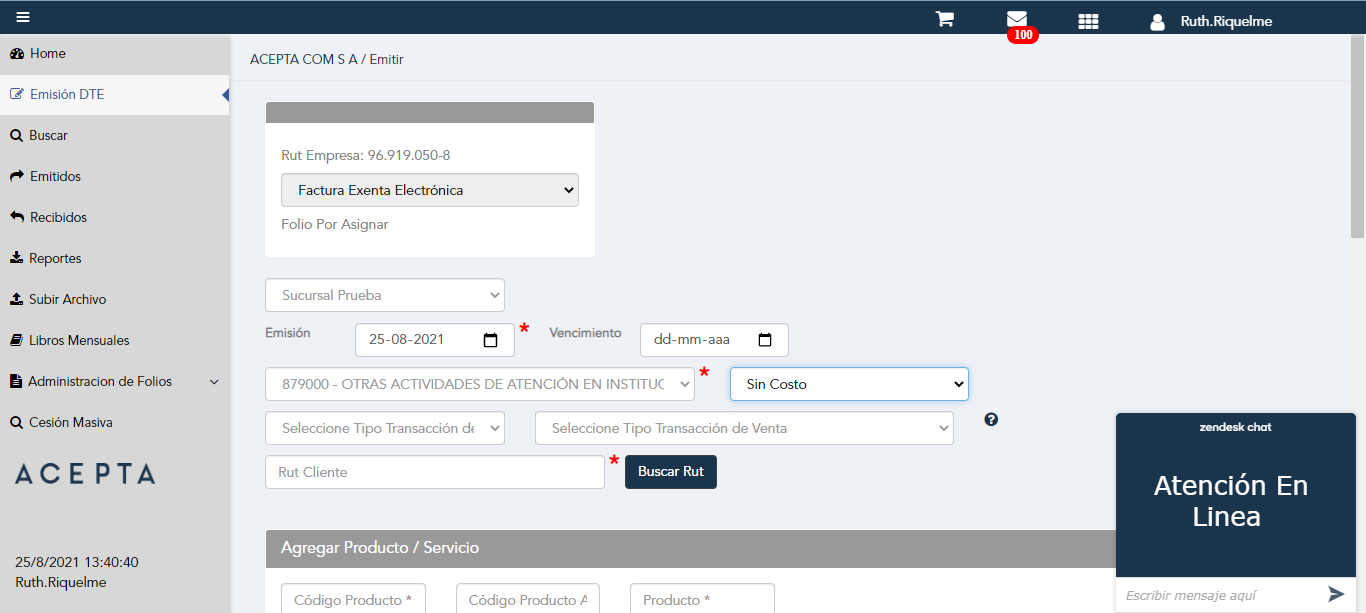 100
Ruth.Riquelme
Home
Emisión DTE
Buscar
Emitidos
Recibidos
Reportes
Subir Archivo
Libros Mensuales
Administracion de Folios
Cesión Masiva
ACEPTA
25/8/2021 13:40:40
Ruth.Riquelme
ACEPTA COM S A / Emitir
Rut Empresa: 96.919.050-8
Factura Exenta Electrónica
Folio Por Asignar
Sucursal Prueba
Emisión 25-08-2021 * Vencimiento dd-mm-aaa
879000 - OTRAS ACTIVIDADES DE ATENCIÓN EN INSTITUC * Sin Costo
Seleccione Tipo Transacción de Seleccione Tipo Transacción de Venta ?
Rut Cliente * Buscar Rut
Agregar Producto / Servicio
Código Producto * Código Producto A Producto *
zendesk chat
Atención En
Linea
Escribir mensaje aquí